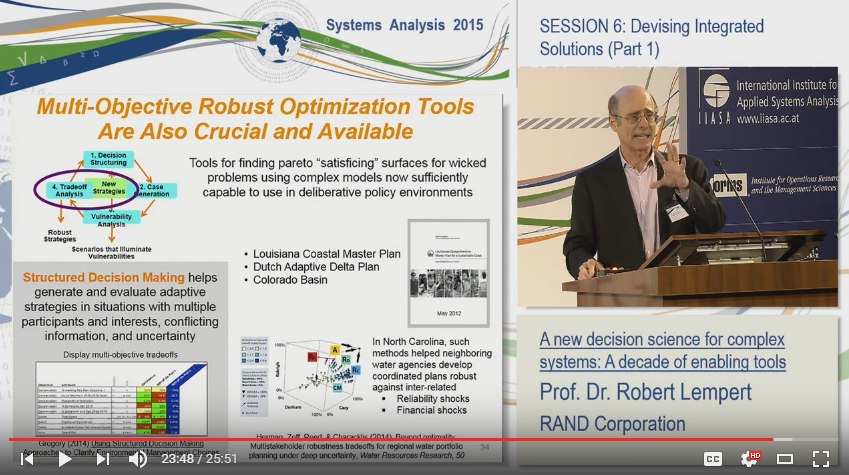 Systems Analysis 2015
SESSION 6: Devising Integrated
Solutions (Part 1)
Multi-Objective Robust Optimization Tools
Are Also Crucial and Available
1. Decision
Structuring
4. Tradeoff
Analysis
New
Strategies
2. Case
Generation
Vulnerability
Analysis
Robust
Strategies
Scenarios that Illuminate
Vulnerabilities
Tools for finding pareto “satisficing” surfaces for wicked
problems using complex models now sufficiently
capable to use in deliberative policy environments
• Louisiana Coastal Master Plan
• Dutch Adaptive Delta Plan
• Colorado Basin
May 2012
Structured Decision Making helps
generate and evaluate adaptive
strategies in situations with multiple
participants and interests, conflicting
information, and uncertainty
Display multi-objective tradeoffs
Gregory (2014) Using Structured Decision Making
In North Carolina, such
methods helped neighboring
water agencies develop
coordinated plans robust
against inter-related
Reliability shocks
Financial shocks
100%
A
Durham
Cary
CM
100% 0%
Herman, Zeff, Reed, & Characklis (2014). Beyond optimality:
Multistakeholder robustness tradeoffs for regional water portfolio
planning under deep uncertainty, Water Resources Research, 50
34
IIASA
International Institute for
Applied Systems Analysis
www.iiasa.ac.at
orms
Institute for Operations Resear
and the Management Sciences
A new decision science for complex
systems: A decade of enabling tools
Prof. Dr. Robert Lempert
RAND Corporation
23:48 / 25:51
CC
HD